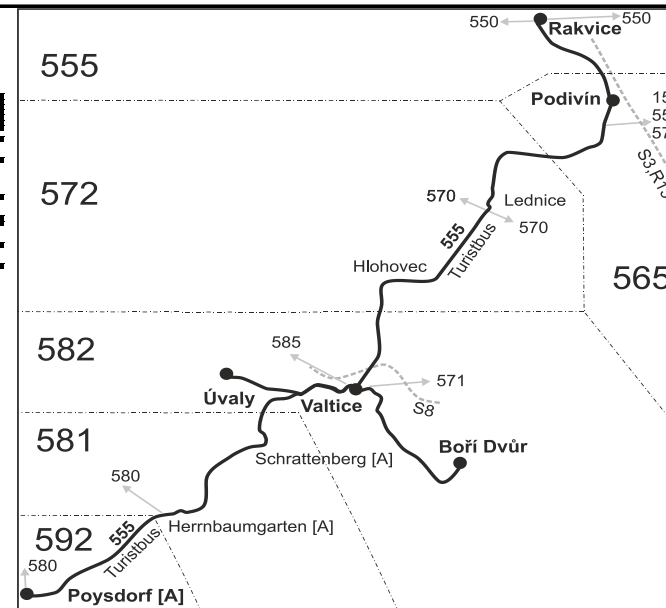 550
550
Rakvice
555
Podivín
15
55
57
S3,R13
572
570
Lednice
570
555
Turistbus
Hlohovec
565
585
582
571
Úvaly
Valtice
S8
581
Boří Dvůr
Schrattenberg [A]
580
Herrnbaumgarten [A]
592
555
Turistbus
580
Poysdorf [A]